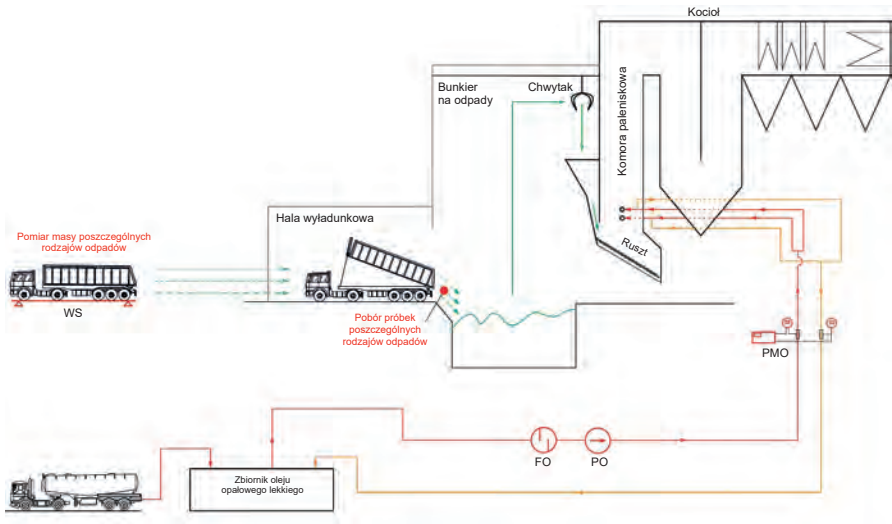 Kocioł
Bunkier
na odpady
Chwytak
Komora paleniskowa
Hala wyładunkowa
Pomiar masy poszczególnych
rodzajów odpadów
Ruszt
WS
Pobór próbek
poszczególnych
rodzajów odpadów
PMO
FO
PO
Zbiornik oleju
opałowego lekkiego